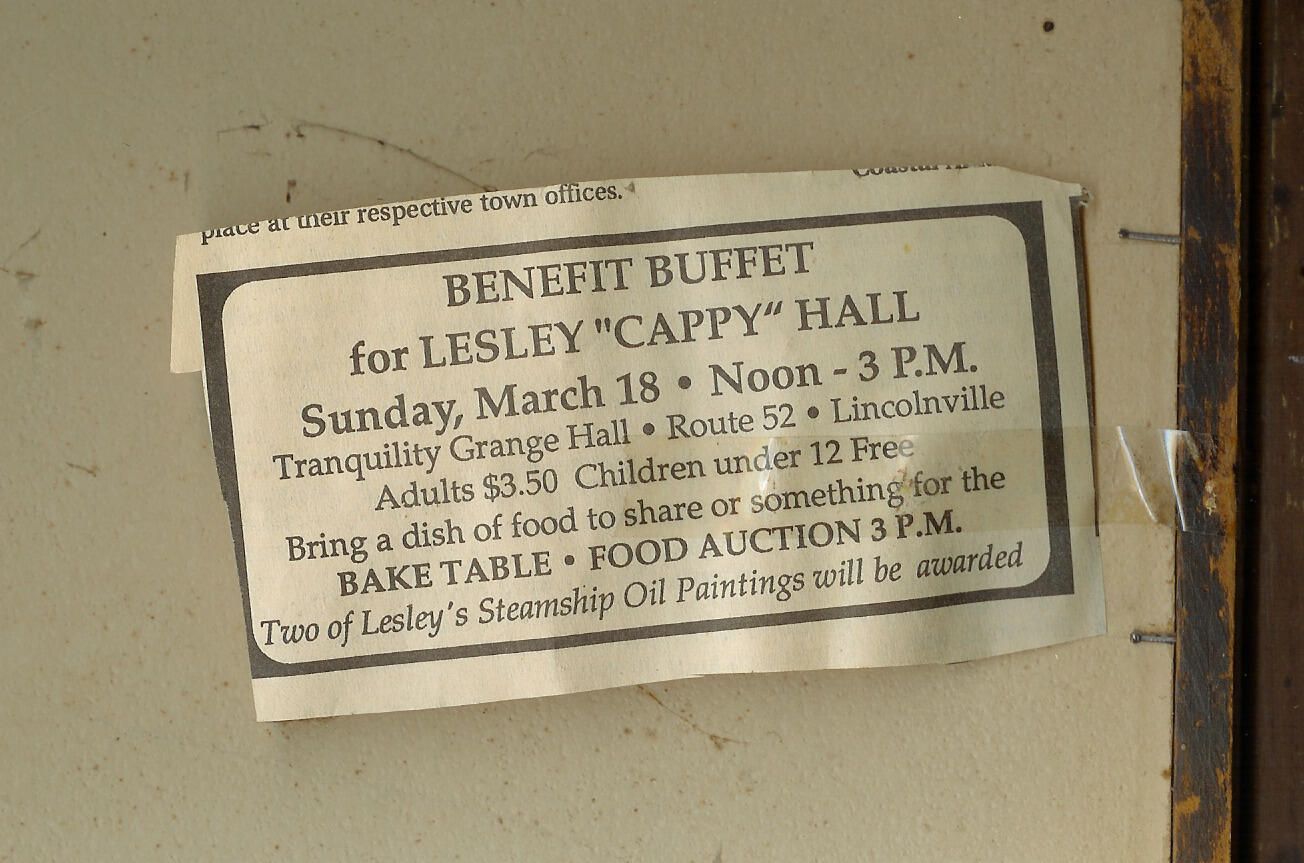 place at their respective town offices.
Coastal
BENEFIT BUFFET
for LESLEY "CAPPY“ HALL
Sunday, March 18 • Noon - 3 P.M.
Tranquility Grange Hall • Route 52 • Lincolnville
Adults $3.50 Children under 12 Free
Bring a dish of food to share or something for the
BAKE TABLE • FOOD AUCTION 3 P.M.
Two of Lesley's Steamship Oil Paintings will be awarded